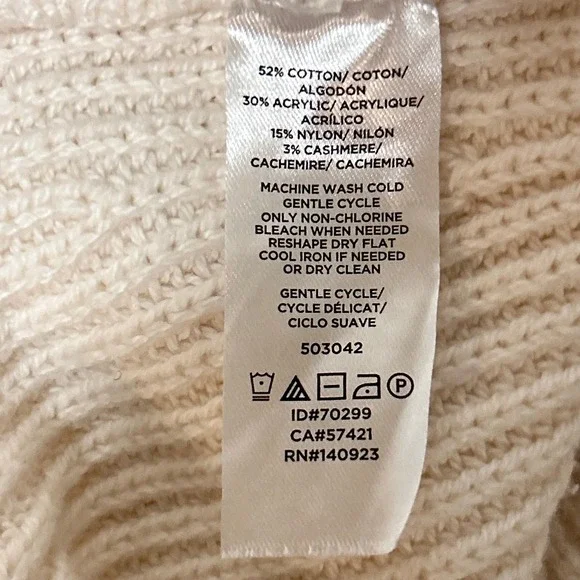 52% COTTON/ COTON/
ALGODÓN
30% ACRYLIC/ ACRYLIQUE/
ACRÍLICO
15% NYLON/ NILÓN
3% CASHMERE/
CACHEMIRE/ CACHEMIRA
MACHINE WASH COLD
GENTLE CYCLE
ONLY NON-CHLORINE
BLEACH WHEN NEEDED
RESHAPE DRY FLAT
COOL IRON IF NEEDED
OR DRY CLEAN
GENTLE CYCLE/
CYCLE DÉLICAT/
CICLO SUAVE
503042
P
ID#70299
CA#57421
RN#140923